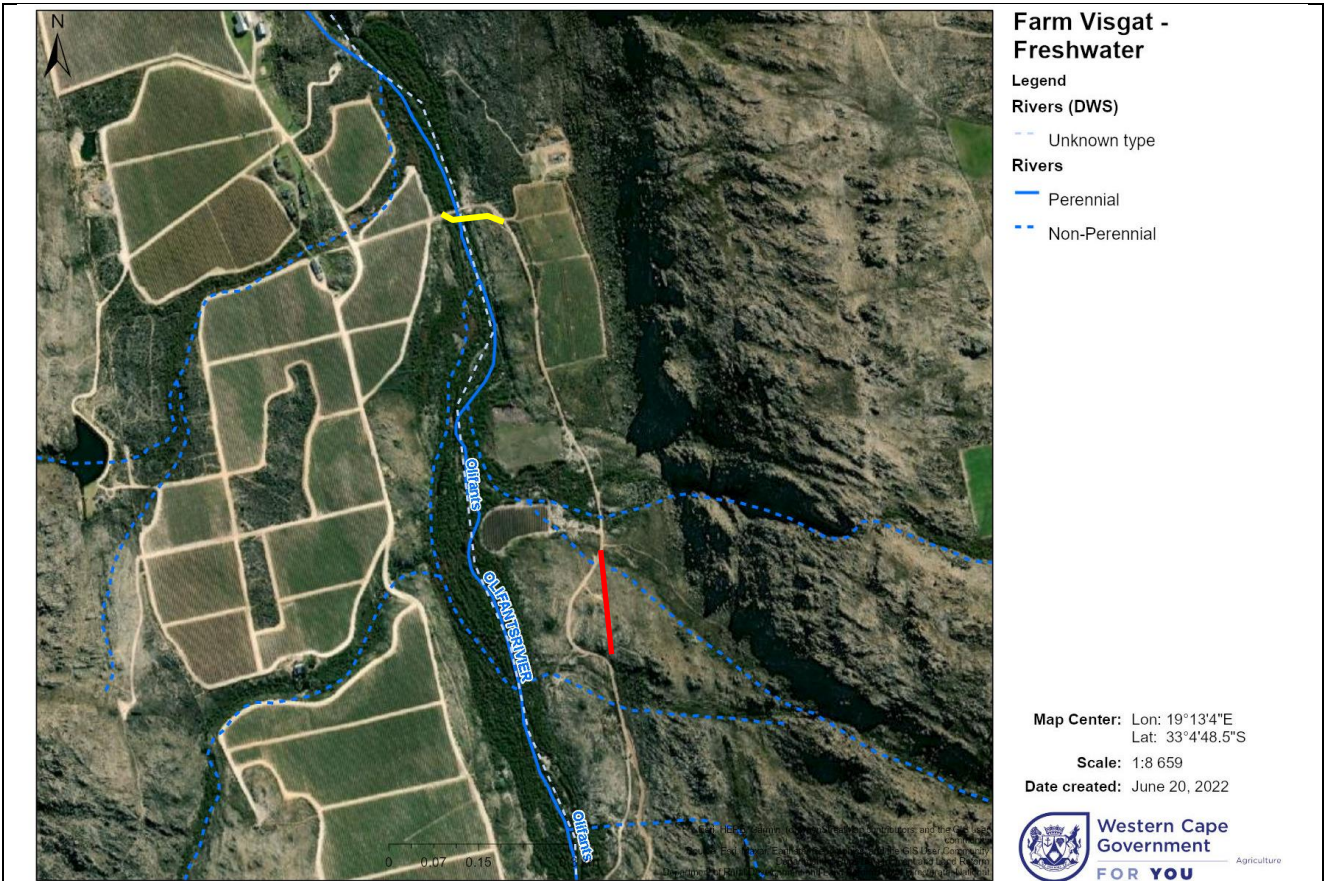 N
Farm Visgat -
Freshwater
Legend
Rivers (DWS)
Unknown type
Rivers
Perennial
Non-Perennial
Olifants
OLIFANTSRIVIER
Olifants
0 0.07 0.15
Map Center: Lon: 19°13'4"E
Lat: 33°4'48.5"S
Scale: 1:8 659
Date created: June 20, 2022
Western Cape
Government
Agriculture
FOR YOU